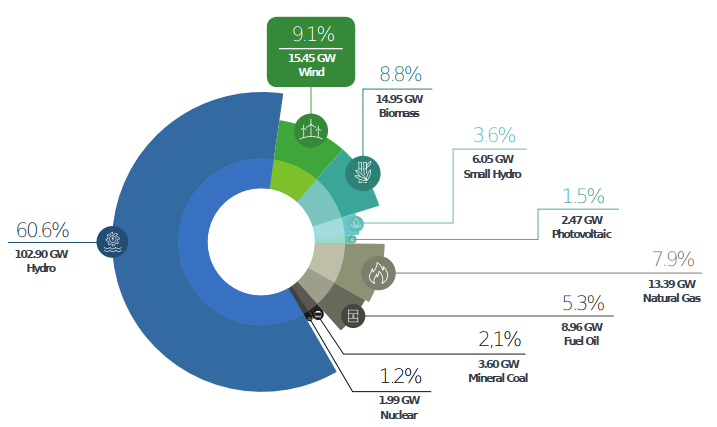 9.1%
15.45 GW
Wind
8.8%
14.95 GW
Biomass
3.6%
6.05 GW
Small Hydro
1.5%
2.47 GW
Photovoltaic
60.6%
102.90 GW
Hydro
7.9%
13.39 GW
Natural Gas
5.3%
8.96 GW
Fuel Oil
2,1%
3.60 GW
Mineral Coal
1.2%
1.99 GW
Nuclear